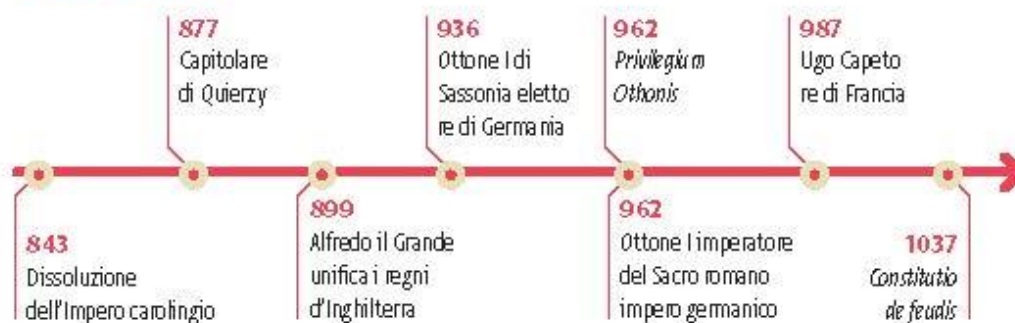 877
Capitolare
di Quierzy
936
Ottone I di
Sassonia eletto
re di Germania
962
Privilegium
Othonis
987
Ugo Capeto
re di Francia
843
Dissoluzione
dell'Impero carolingio
899
Alfredo il Grande
unifica i regni
d'Inghilterra
962
Ottone I imperatore
del Sacro romano
impero germanico
1037
Constitutio
de feudis